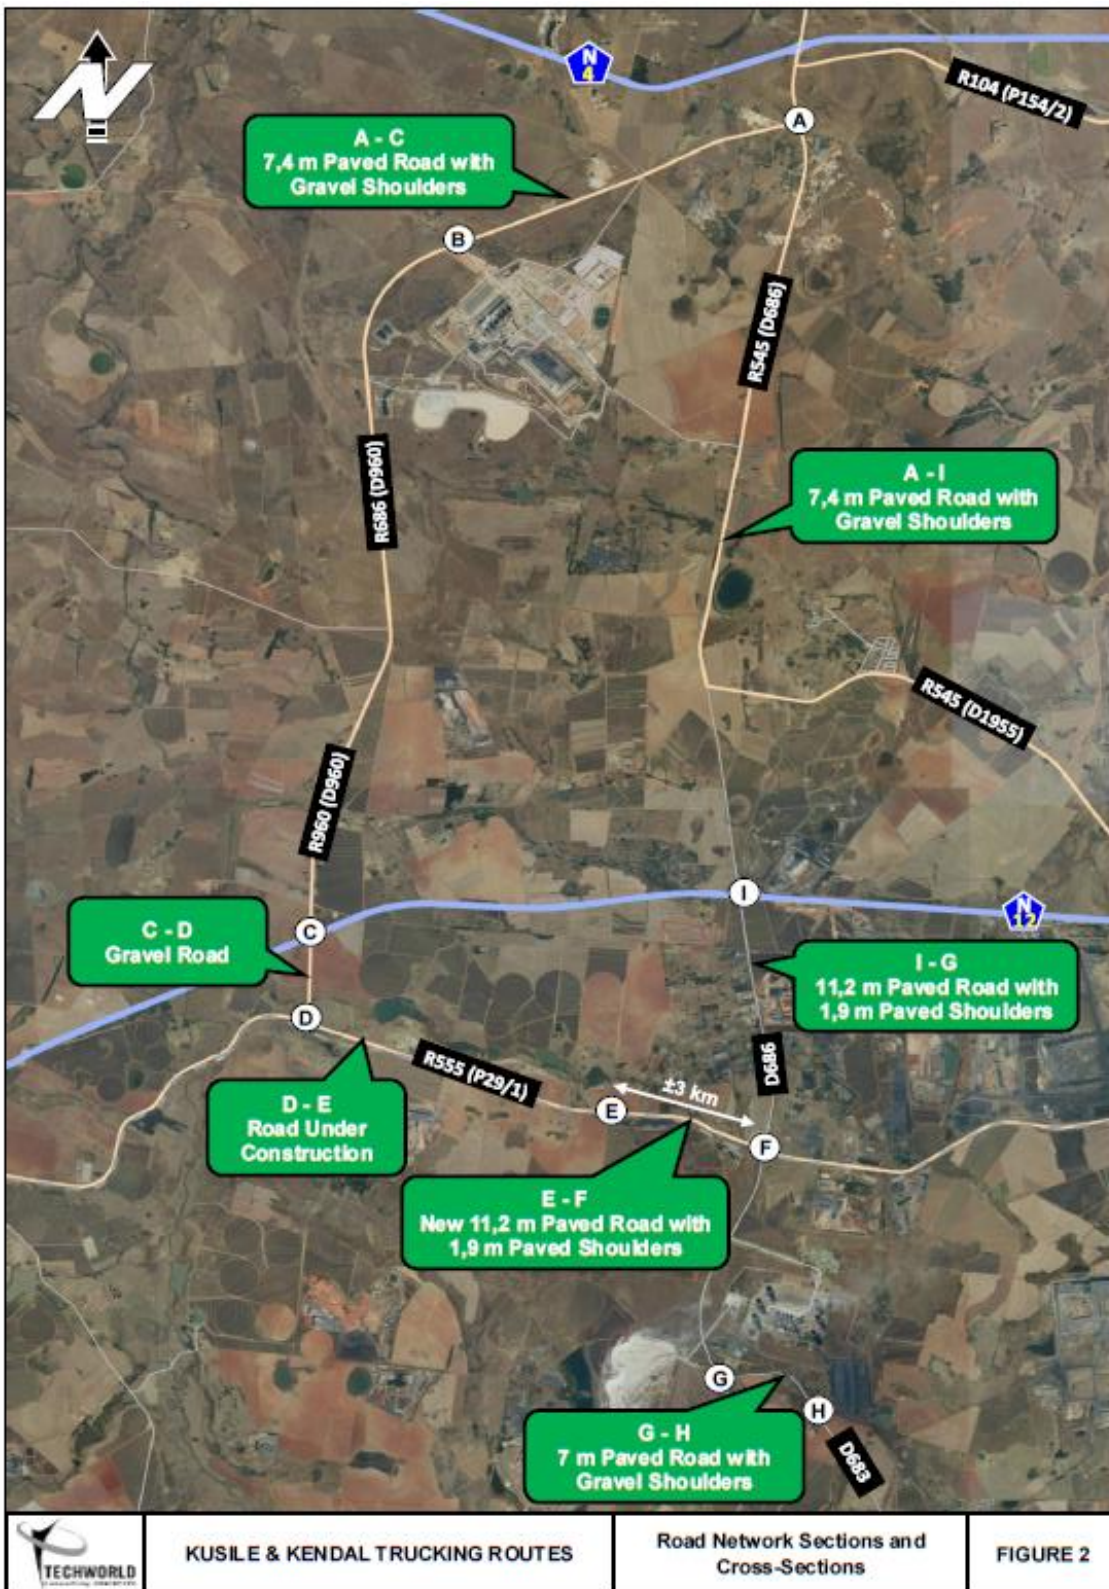 N
4
R104 (P154/2)
A
A - C
7,4 m Paved Road with
Gravel Shoulders
B
R545 (D686)
R686 (D960)
A - I
7,4 m Paved Road with
Gravel Shoulders
R545 (D1955)
R960 (D960)
I
N
12
C - D
Gravel Road
C
I - G
11,2 m Paved Road with
1,9 m Paved Shoulders
D
R555 (P29/1)
D686
±3 km
D - E
Road Under
Construction
E
F
E - F
New 11,2 m Paved Road with
1,9 m Paved Shoulders
G
H
G - H
7 m Paved Road with
Gravel Shoulders
D683
TECHWORLD
KUSILE & KENDAL TRUCKING ROUTES
Road Network Sections and
Cross-Sections
FIGURE 2
N